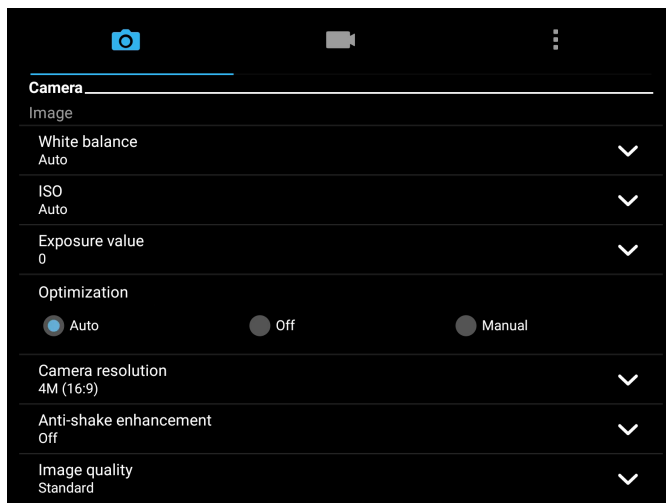 Camera
Image
White balance
Auto
ISO
Auto
Exposure value
0
Optimization
Auto Off Manual
Camera resolution
4M (16:9)
Anti-shake enhancement
Off
Image quality
Standard